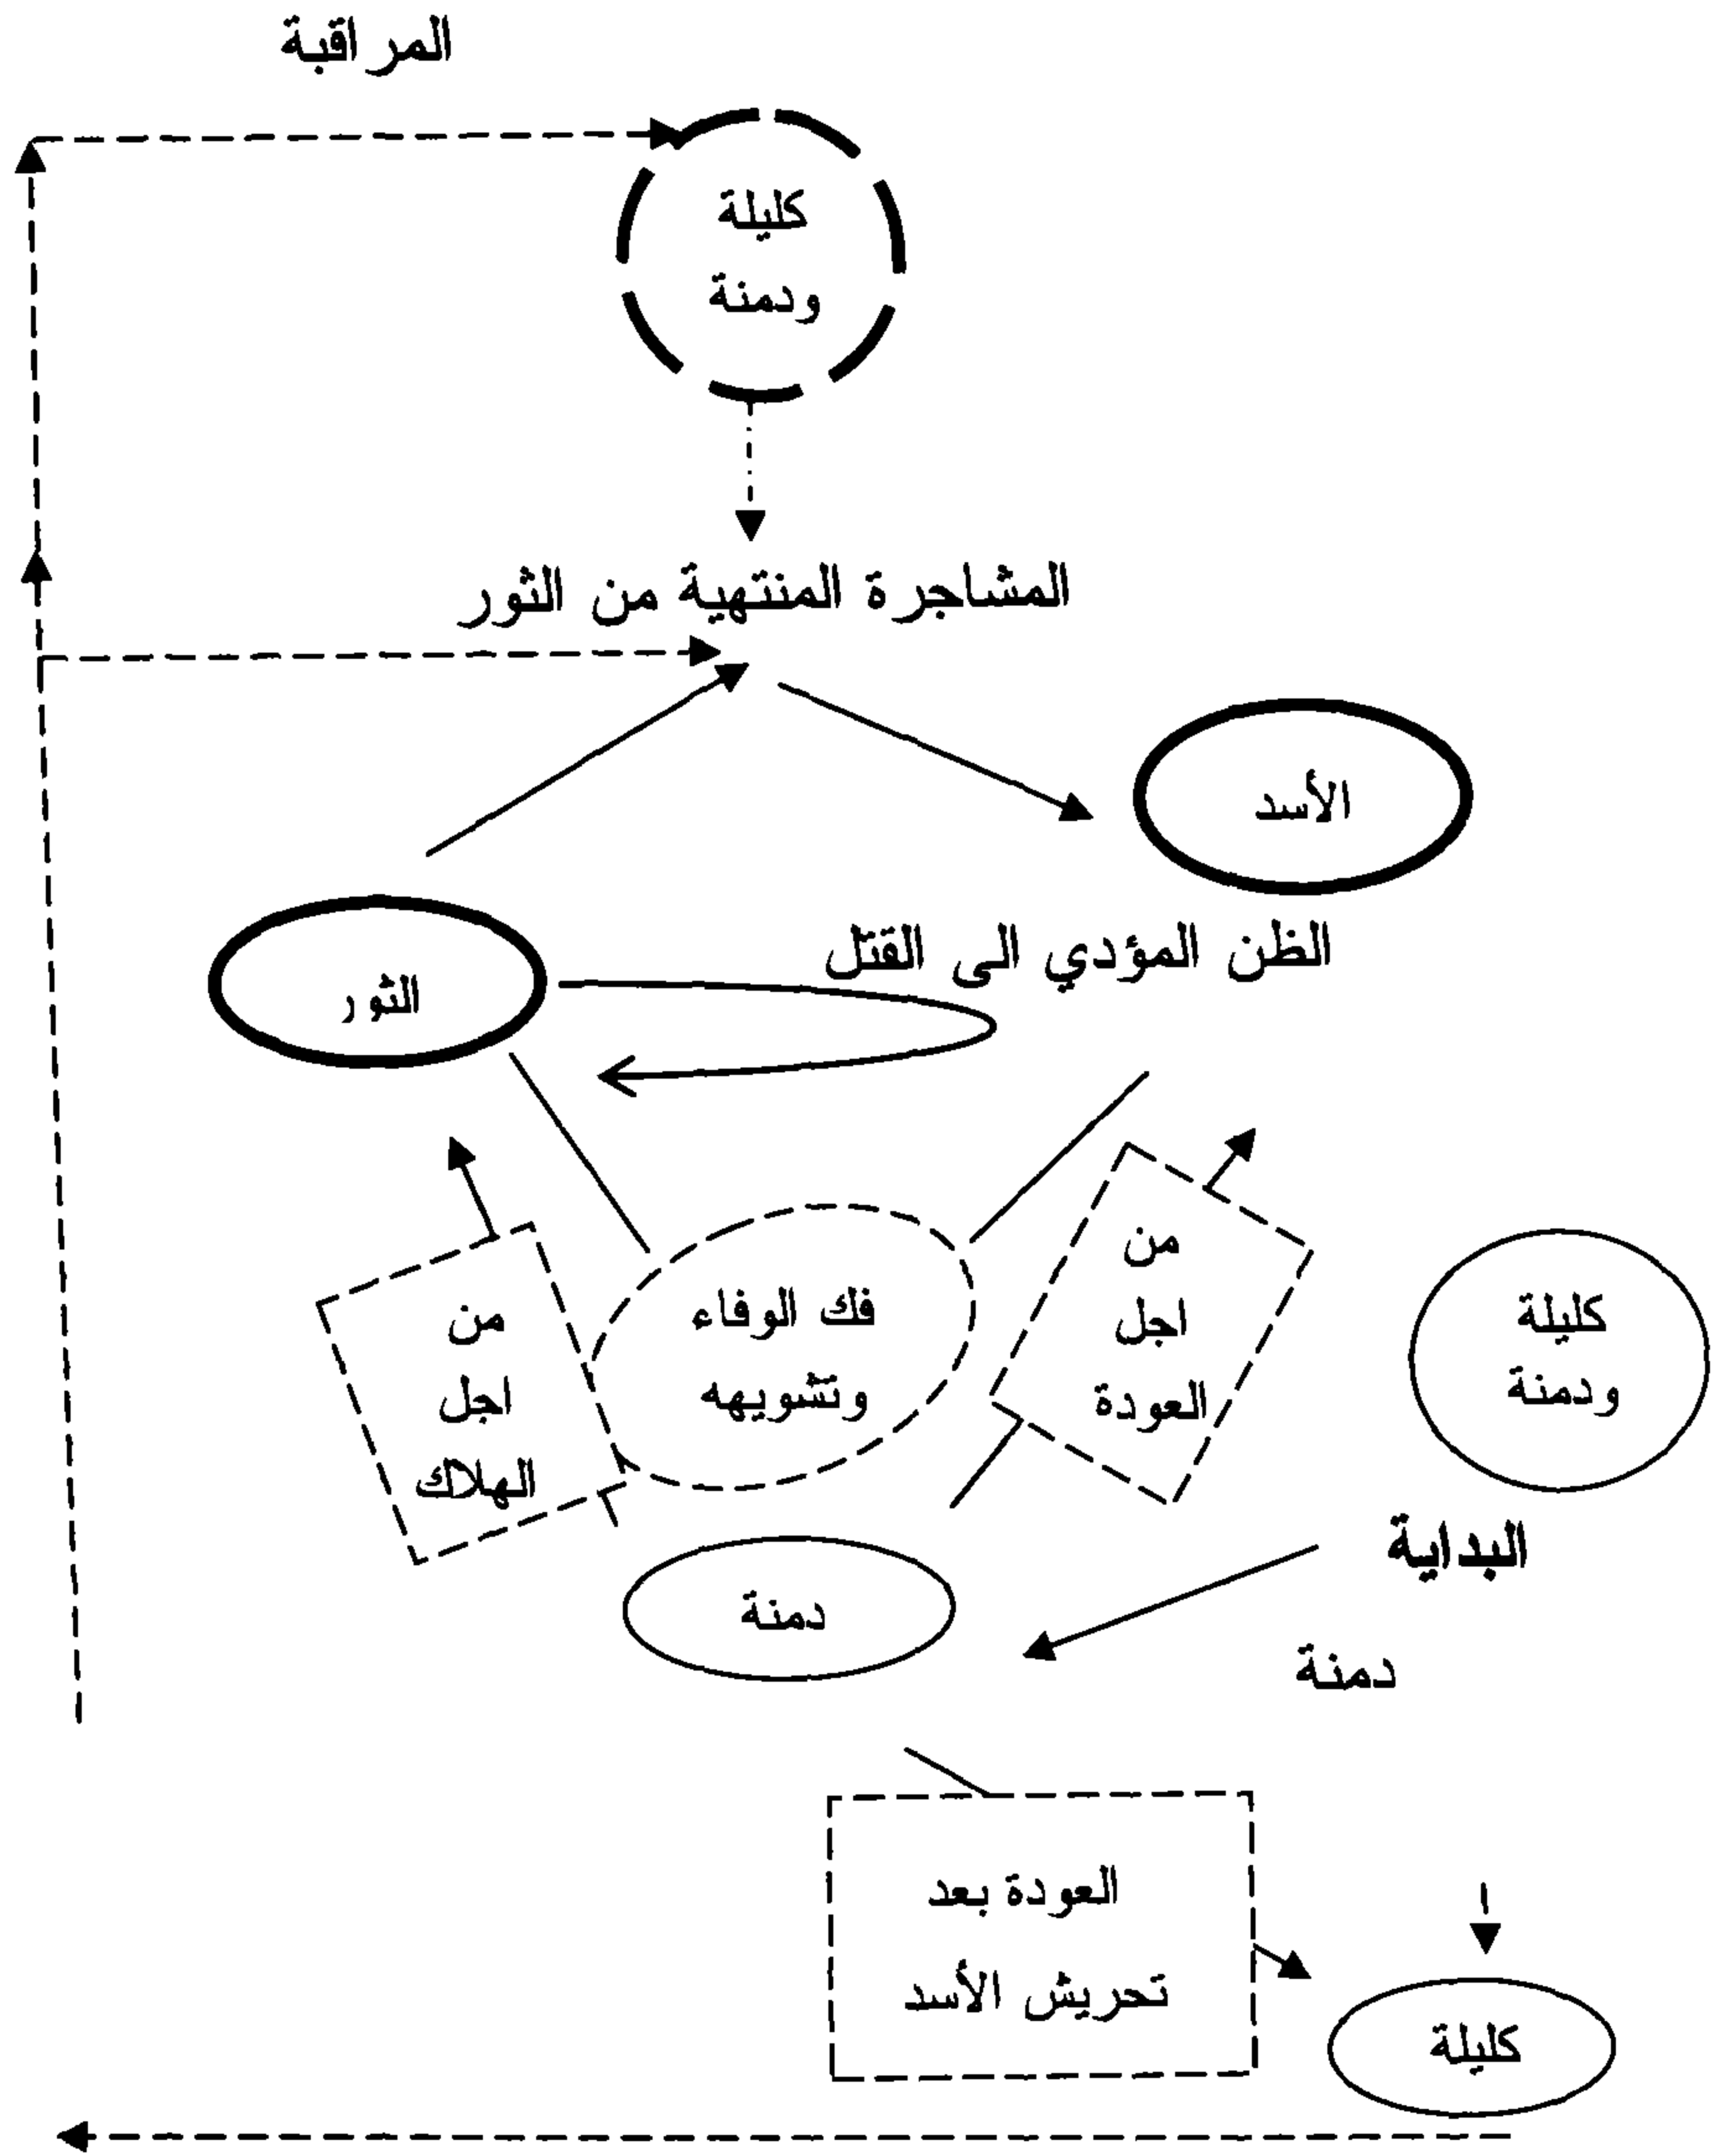 المراقبة
كليلة
ودمنة
المشاجرة المنتهية من الثور
الأسد
الظن المؤدي الى القتل
الثور
من
اجل
العودة
فك الوفاء
وتشويهه
من
اجل
الهلاك
كليلة
ودمنة
البداية
دمنة
دمنة
العودة بعد
تحريش الأسد
كليلة